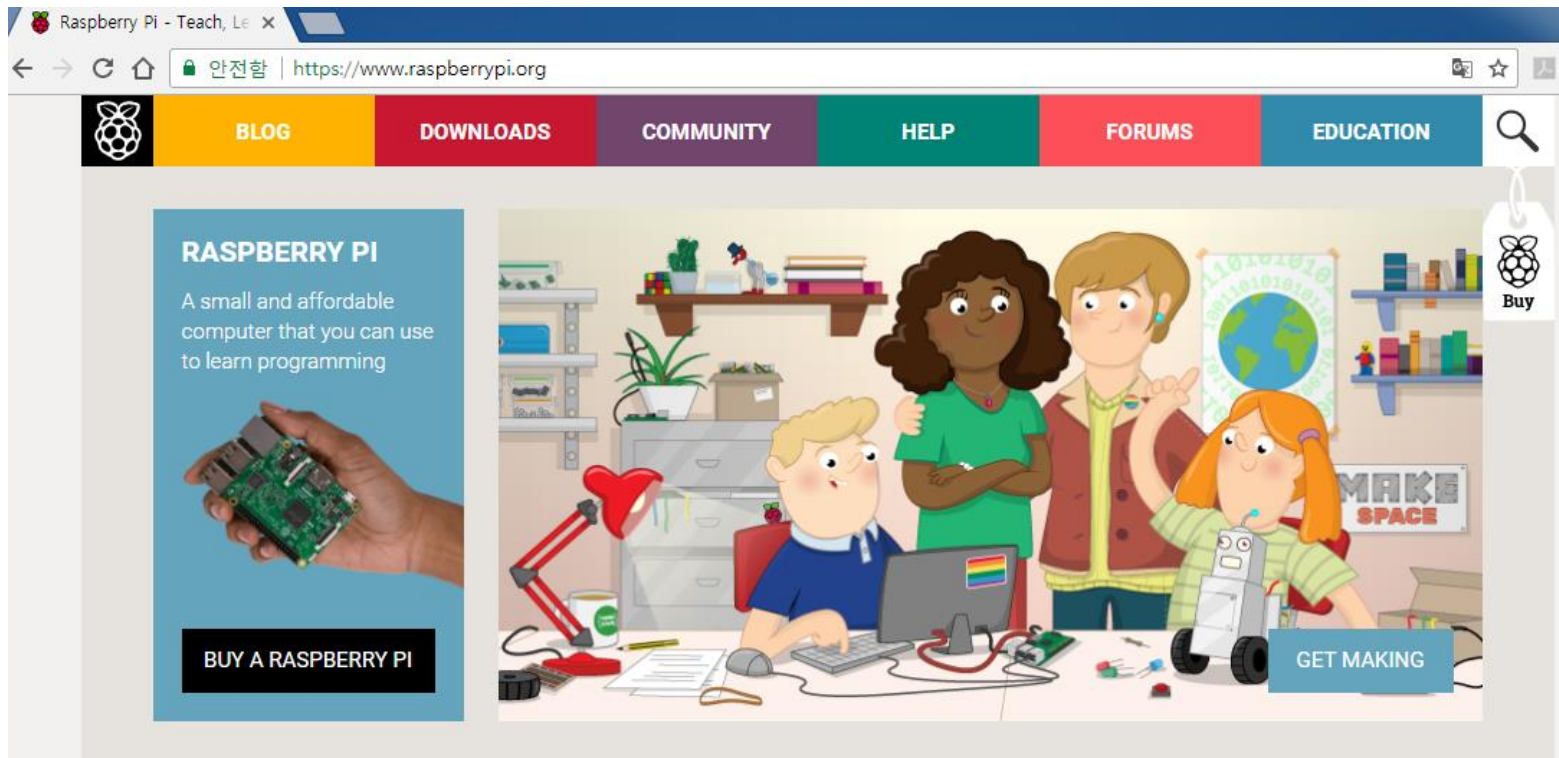 Raspberry Pi - Teach, Le
안전함 | https://www.raspberrypi.org
BLOG
DOWNLOADS
COMMUNITY
HELP
FORUMS
EDUCATION
Buy
RASPBERRY PI
A small and affordable
computer that you can use
to learn programming
BUY A RASPBERRY PI
MAKE
SPACE
GET MAKING